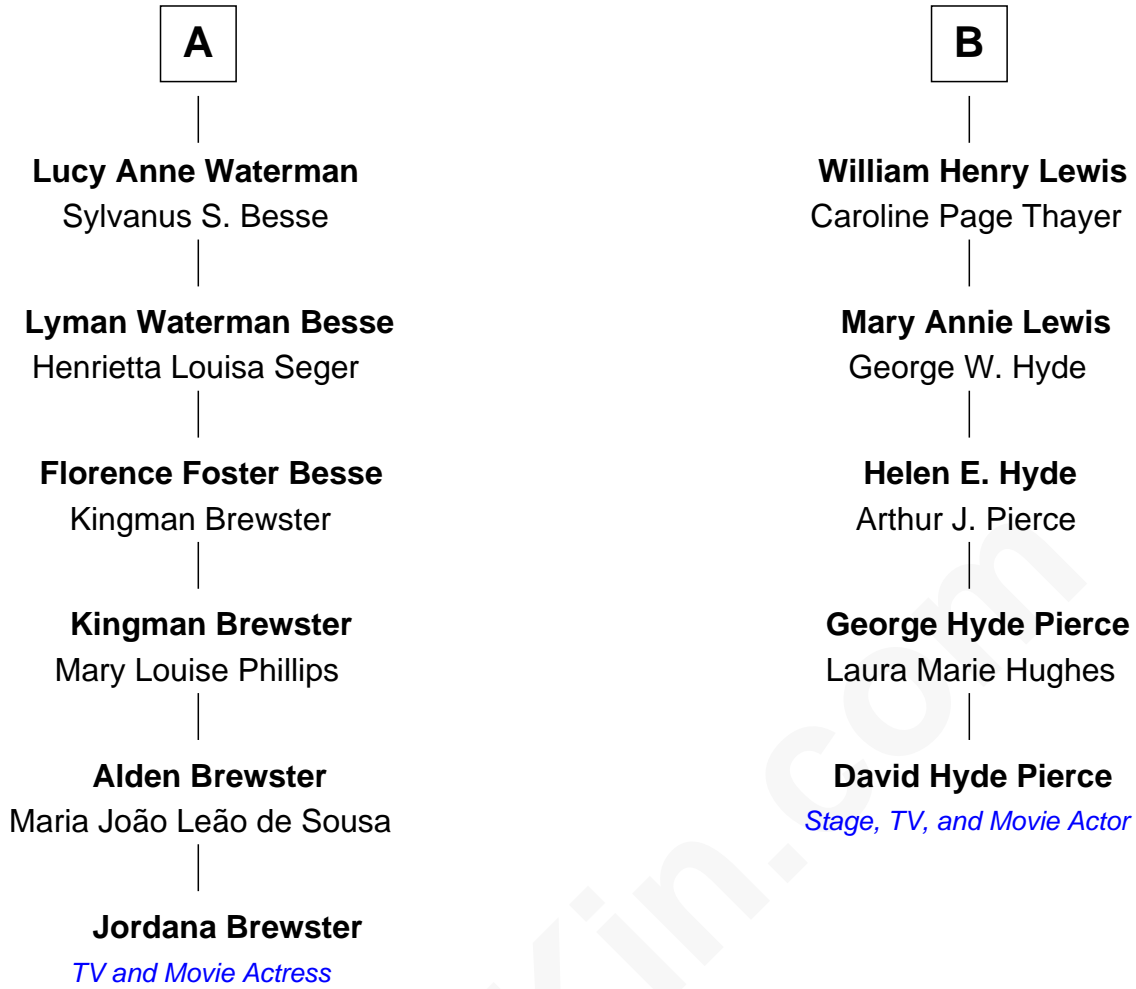 A
Lucy Anne Waterman
Sylvanus S. Besse
Lyman Waterman Besse
Henrietta Louisa Seger
Florence Foster Besse
Kingman Brewster
Kingman Brewster
Mary Louise Phillips
Alden Brewster
Maria João Leão de Sousa
Jordana Brewster
TV and Movie Actress
B
William Henry Lewis
Caroline Page Thayer
Mary Annie Lewis
George W. Hyde
Helen E. Hyde
Arthur J. Pierce
George Hyde Pierce
Laura Marie Hughes
David Hyde Pierce
Stage, TV, and Movie Actor
Kin.com